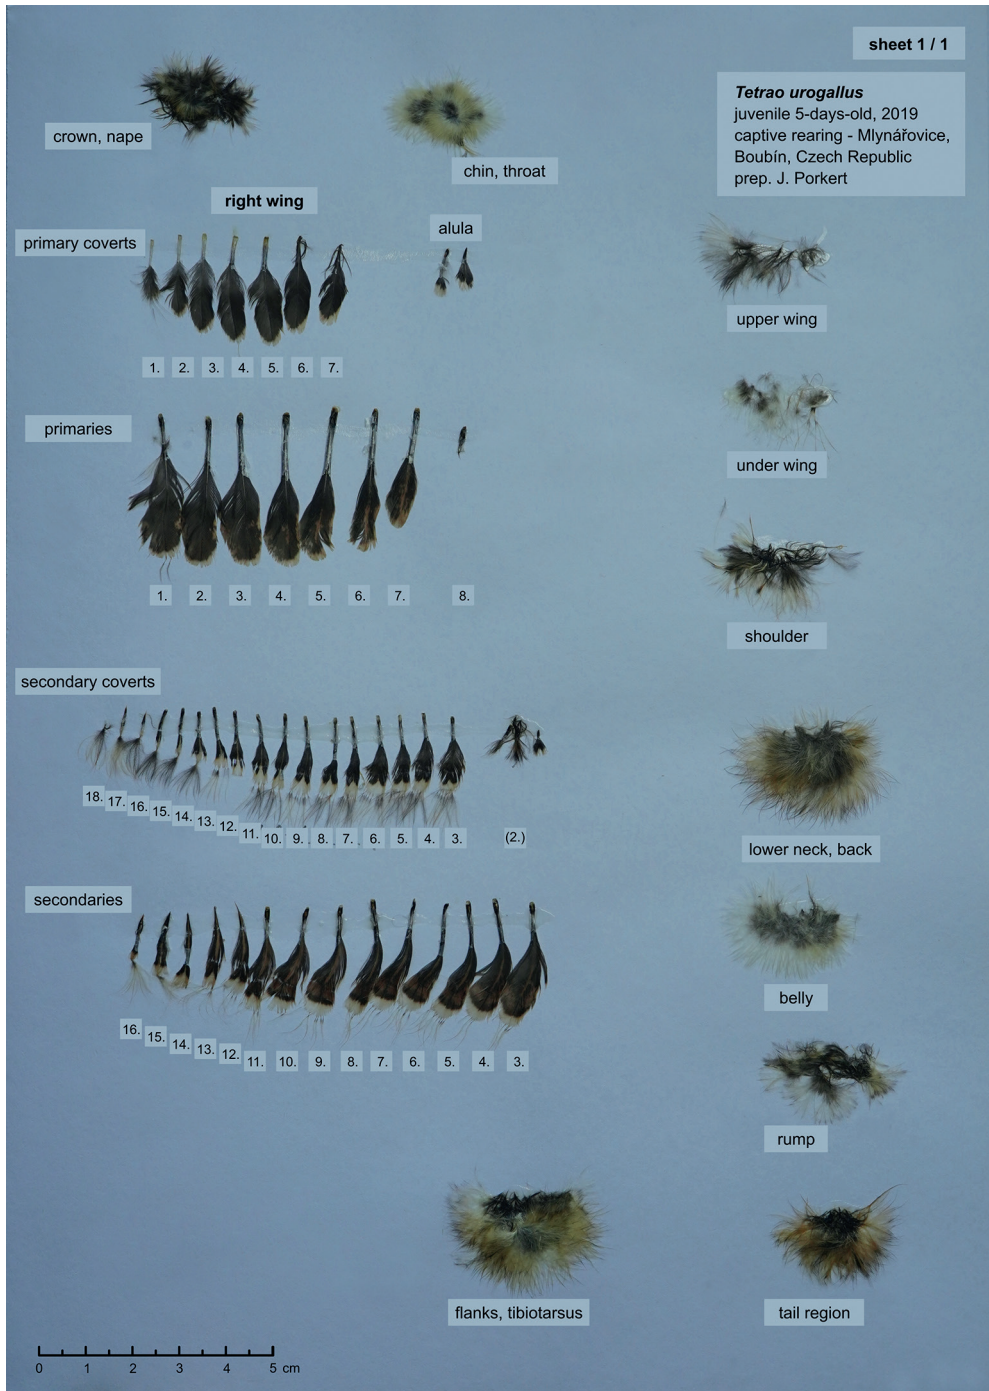 sheet 1 / 1
Tetrao urogallus
juvenile 5-days-old, 2019
captive rearing - Mlynářovice,
Boubín, Czech Republic
prep. J. Porkert
crown, nape
chin, throat
right wing
primary coverts
alula
1. 2. 3. 4. 5. 6. 7.
upper wing
primaries
under wing
1. 2. 3. 4. 5. 6. 7. 8.
shoulder
secondary coverts
18. 17. 16. 15. 14. 13. 12. 11. 10. 9. 8. 7. 6. 5. 4. 3. (2.)
lower neck, back
secondaries
belly
16. 15. 14. 13. 12. 11. 10. 9. 8. 7. 6. 5. 4. 3.
rump
flanks, tibiotarsus
tail region
0 1 2 3 4 5 cm